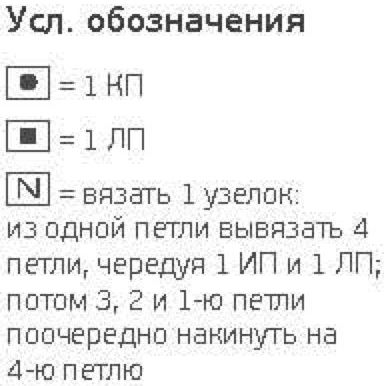 Усл. обозначения
● = 1 КП
■ = 1 ЛП
N = вязать 1 узелок:
из одной петли вывязать 4
петли, чередуя 1 ИП и 1 ЛП;
потом 3, 2 и 1-ю петли
поочередно накинуть на
4-ю петлю